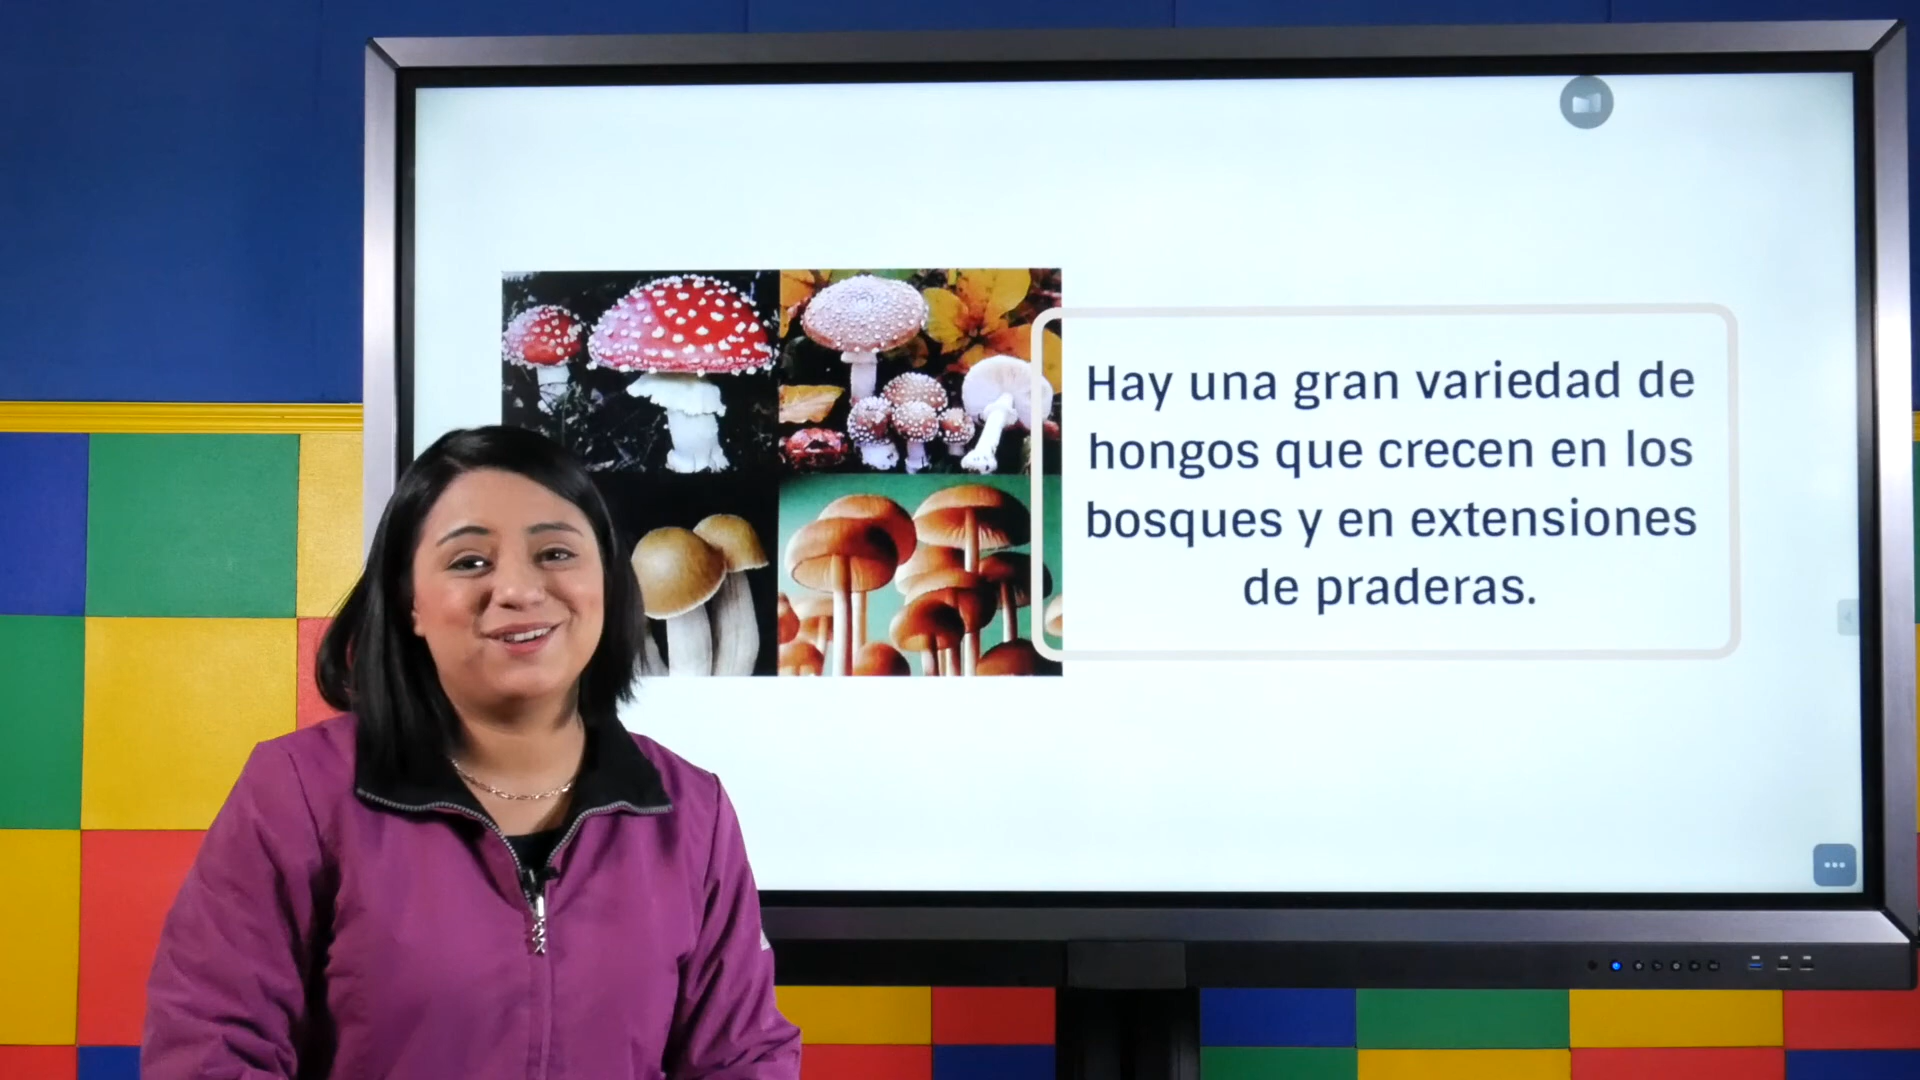 Hay una gran variedad de
hongos que crecen en los
bosques y en extensiones
de praderas.